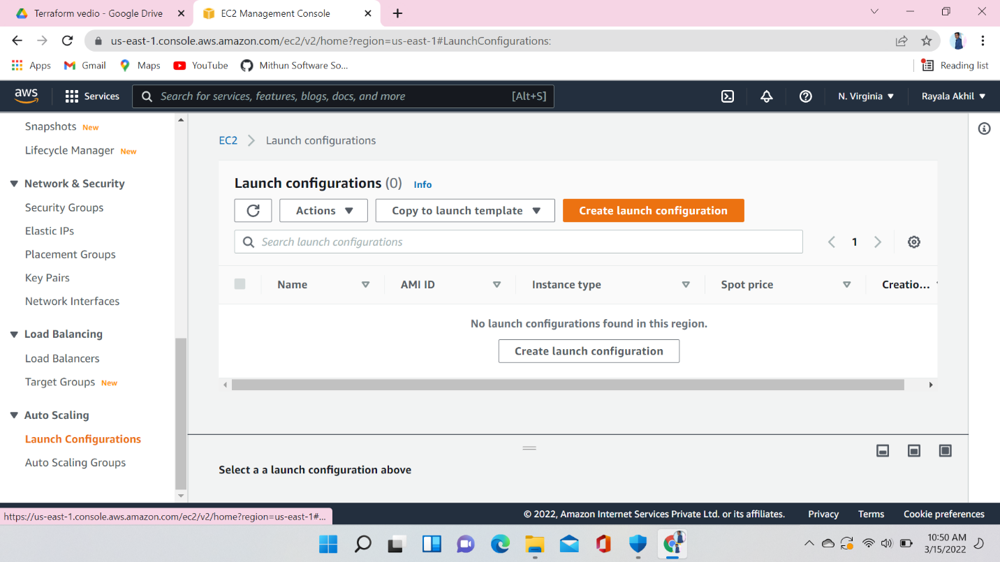 Terraform vedio - Google Drive
EC2 Management Console
us-east-1.console.aws.amazon.com/ec2/v2/home?region=us-east-1#LaunchConfigurations:
Apps Gmail Maps YouTube Mithun Software So... Reading list
aws Services Search for services, features, blogs, docs, and more [Alt+S] N. Virginia Rayala Akhil
Snapshots New
Lifecycle Manager New
Network & Security
Security Groups
Elastic IPs
Placement Groups
Key Pairs
Network Interfaces
Load Balancing
Load Balancers
Target Groups New
Auto Scaling
Launch Configurations
Auto Scaling Groups
EC2 Launch configurations
Launch configurations (0) Info
Actions Copy to launch template Create launch configuration
Search launch configurations 1
Name AMI ID Instance type Spot price Creatio...
No launch configurations found in this region.
Create launch configuration
Select a a launch configuration above
https://us-east-1.console.aws.amazon.com/ec2/v2/home?region=us-east-1#...
© 2022, Amazon Internet Services Private Ltd. or its affiliates. Privacy Terms Cookie preferences
10:50 AM
3/15/2022